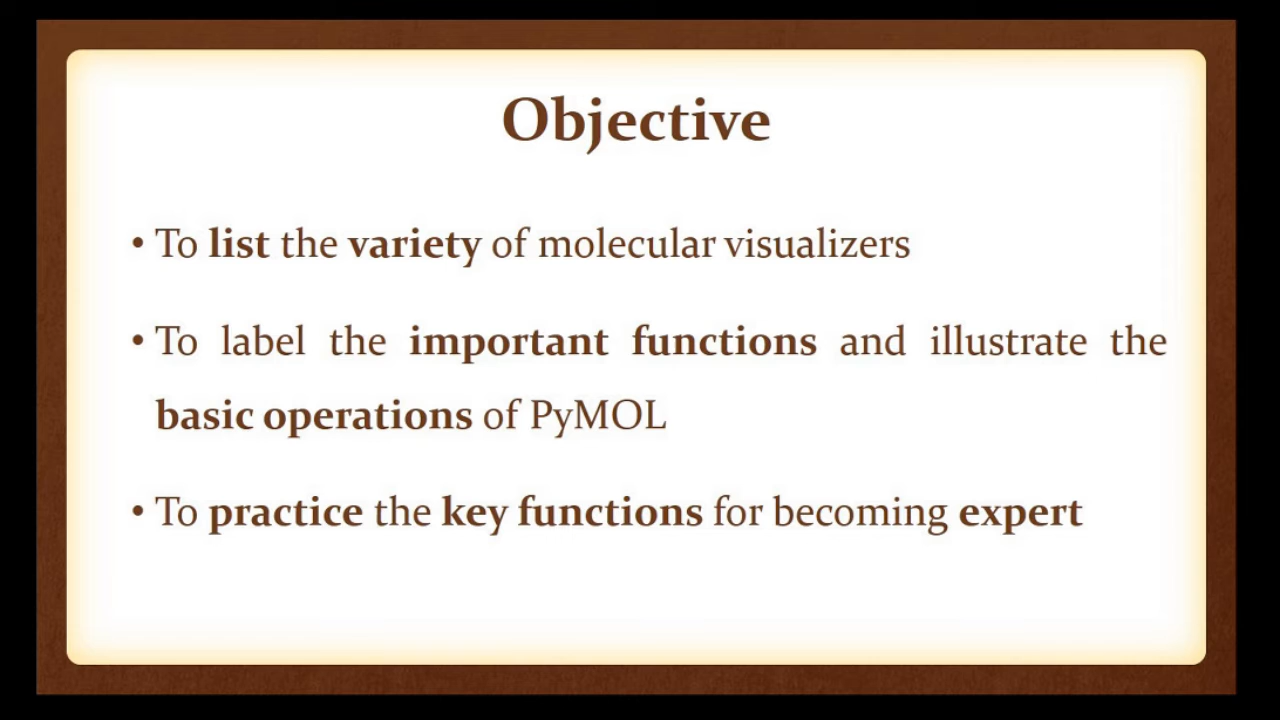 Objective
• To list the variety of molecular visualizers
• To label the important functions and illustrate the
basic operations of PyMOL
• To practice the key functions for becoming expert